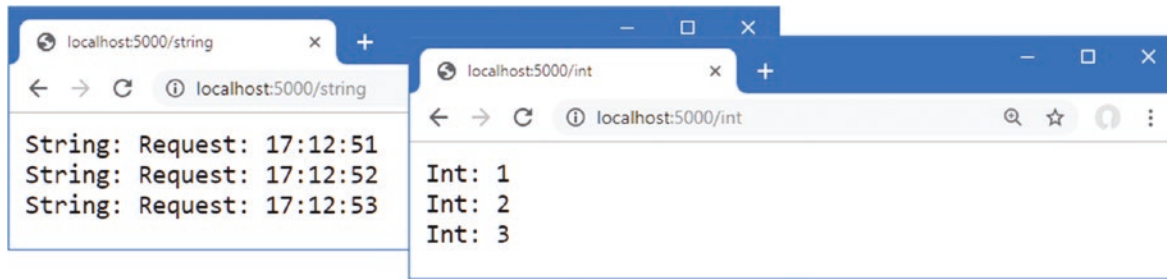 localhost:5000/string
localhost:5000/string
String: Request: 17:12:51
String: Request: 17:12:52
String: Request: 17:12:53
localhost:5000/int
localhost:5000/int
Int: 1
Int: 2
Int: 3